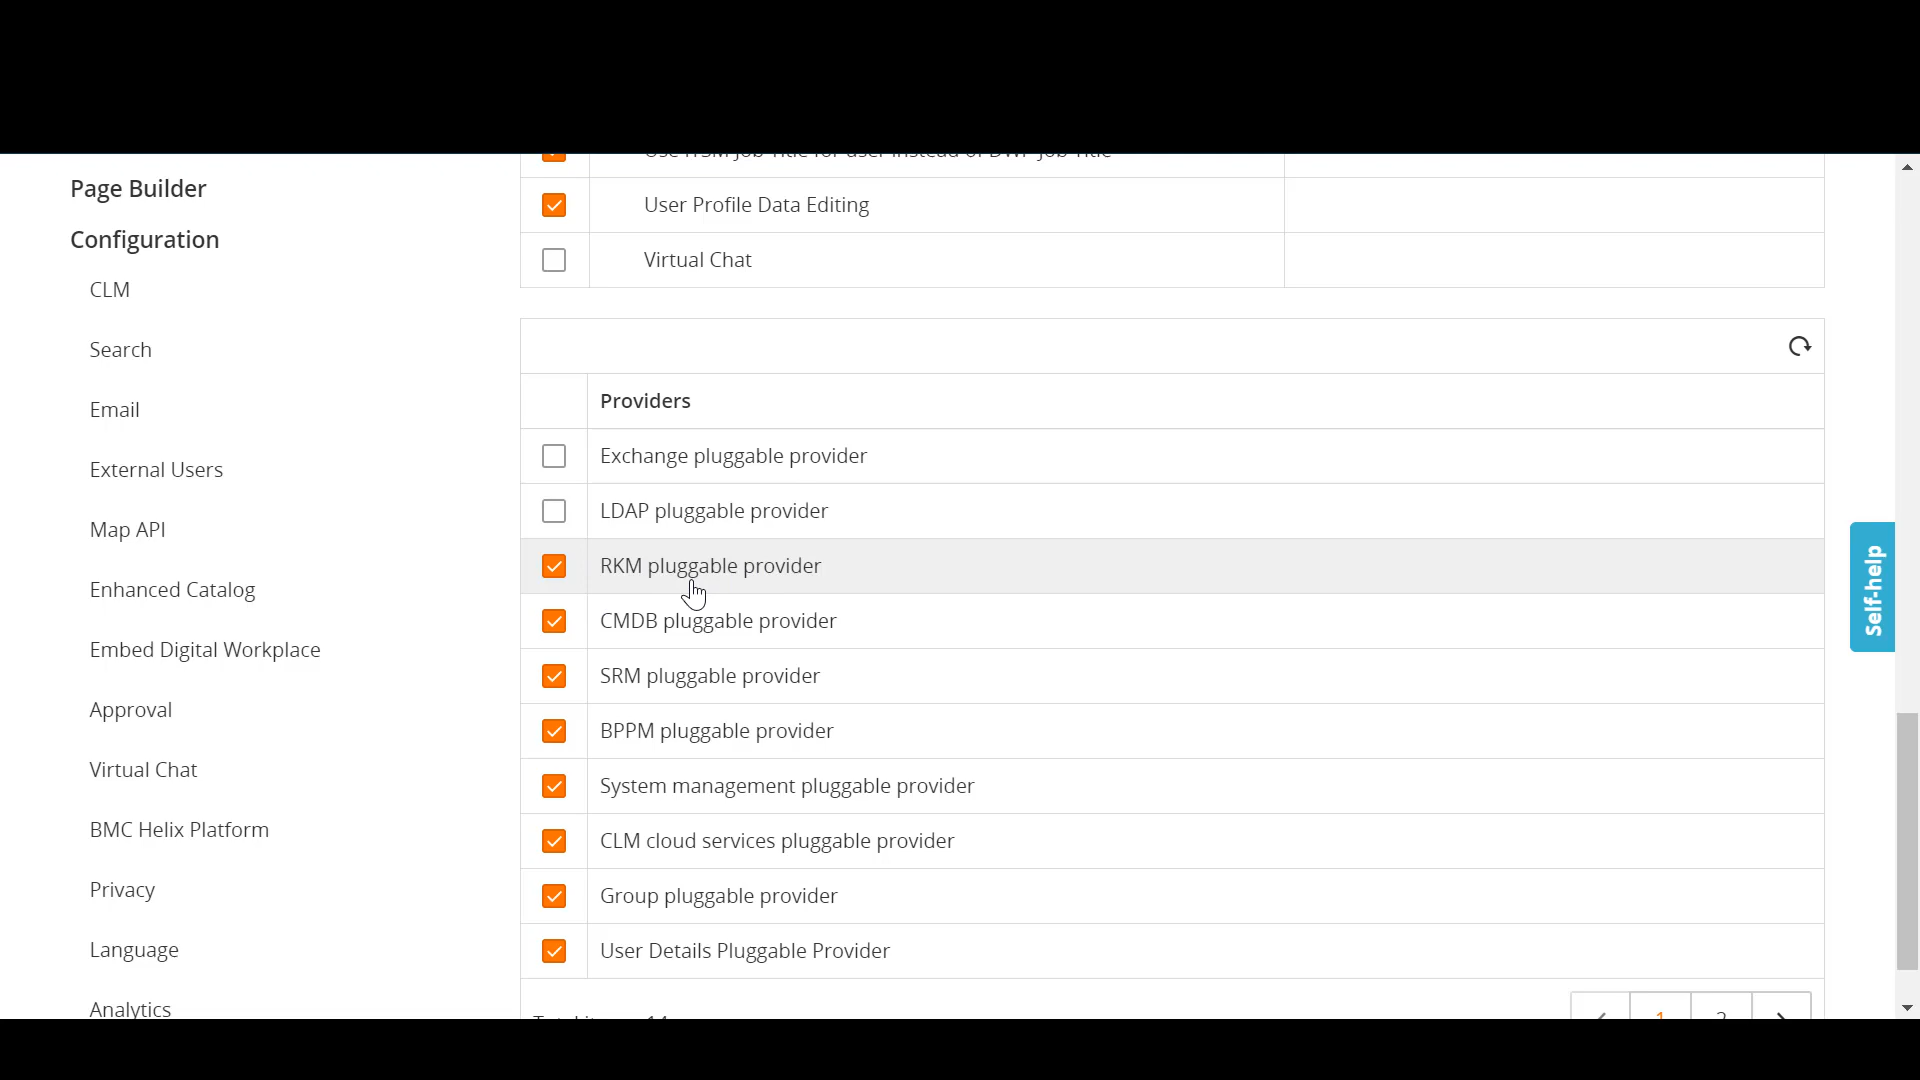 Page Builder
Configuration
CLM
Search
Email
External Users
Map API
Enhanced Catalog
Embed Digital Workplace
Approval
Virtual Chat
BMC Helix Platform
Privacy
Language
Analytics
User Profile Data Editing
Virtual Chat
Providers
Exchange pluggable provider
LDAP pluggable provider
RKM pluggable provider
CMDB pluggable provider
SRM pluggable provider
BPPM pluggable provider
System management pluggable provider
CLM cloud services pluggable provider
Group pluggable provider
User Details Pluggable Provider
1 2
Self-help